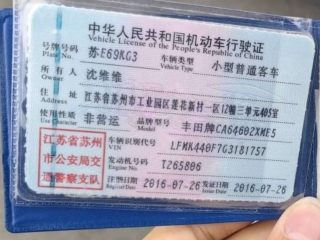 中华人民共和国机动车行驶证
Vehicle License of the People's Republic of China
号牌号码 苏E69KG3 车辆类型 小型普通客车
Plate No. Vehicle Type
所有人 沈维维
Owner
住址 江苏省苏州市工业园区莲花新村一区12幢三单元405室
Address
使用性质 非营运 品牌型号 丰田牌CA64602XME5
Use Character Model
江苏省苏州市公安局交通警察支队
车辆识别代号 LFMK440F7G3181757
VIN
发动机号码 T265806
Engine No.
注册日期 2016-07-26 发证日期 2016-07-26
Register Date Issue Date